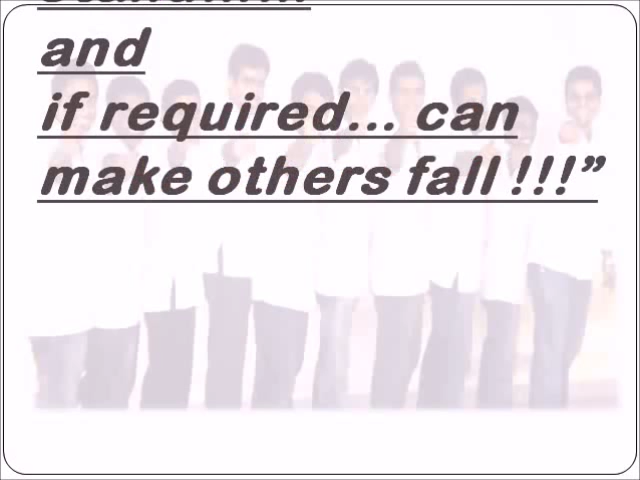 and
if required... can
make others fall !!!”